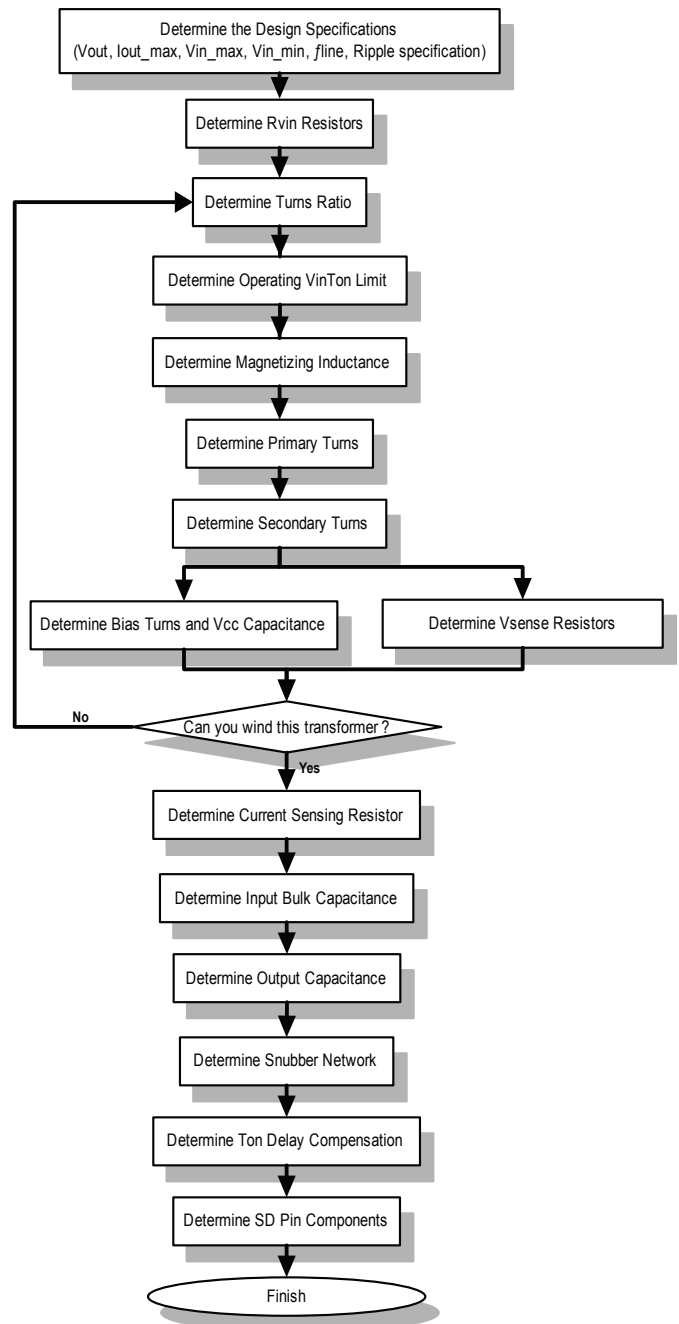 Determine the Design Specifications
(Vout, Iout_max, Vin_max, Vin_min, ƒline, Ripple specification)
Determine Rvin Resistors
Determine Turns Ratio
Determine Operating VinTon Limit
Determine Magnetizing Inductance
Determine Primary Turns
Determine Secondary Turns
Determine Bias Turns and Vcc Capacitance
Determine Vsense Resistors
Can you wind this transformer ?
No
Yes
Determine Current Sensing Resistor
Determine Input Bulk Capacitance
Determine Output Capacitance
Determine Snubber Network
Determine Ton Delay Compensation
Determine SD Pin Components
Finish